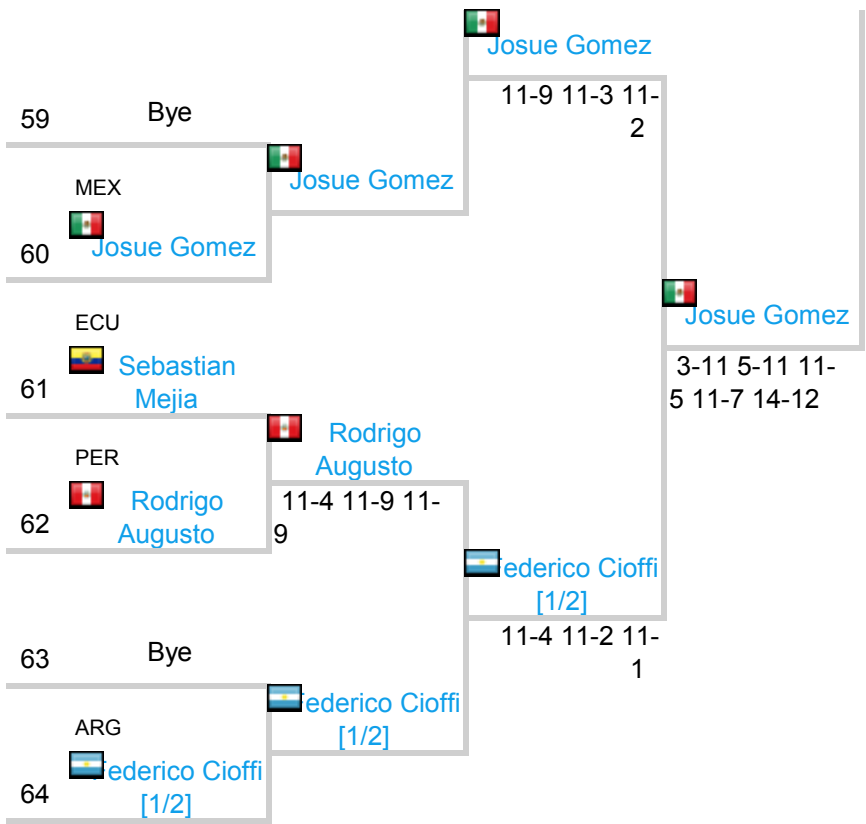 Josue Gomez
11-9 11-3 11-
2
59 Bye
Josue Gomez
MEX
60 Josue Gomez
Josue Gomez
3-11 5-11 11-
5 11-7 14-12
ECU
61 Sebastian
Mejia
Rodrigo
Augusto
11-4 11-9 11-
9
PER
62 Rodrigo
Augusto
ederico Cioffi
[1/2]
11-4 11-2 11-
1
63 Bye
ederico Cioffi
[1/2]
ARG
64 ederico Cioffi
[1/2]